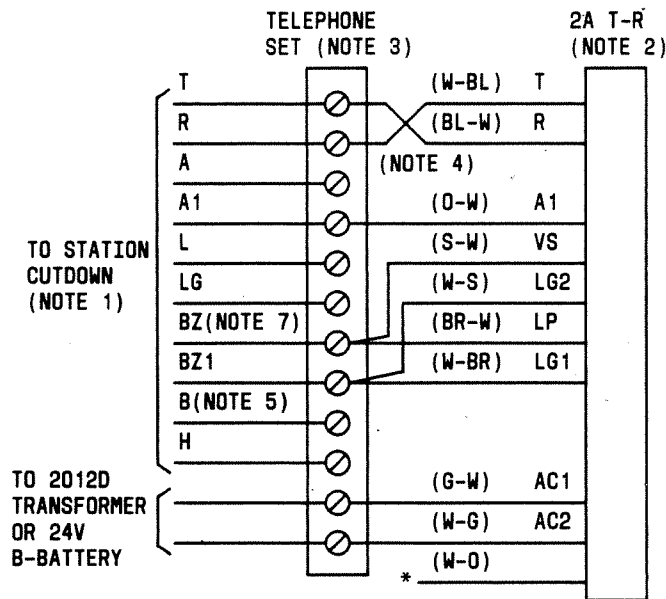 TELEPHONE
SET (NOTE 3)
2A T-R
(NOTE 2)
T (W-BL) T
R (BL-W) R
A (NOTE 4)
A1 (O-W) A1
L (S-W) VS
LG (W-S) LG2
BZ(NOTE 7) (BR-W) LP
BZ1 (W-BR) LG1
B(NOTE 5)
H
TO STATION
CUTDOWN
(NOTE 1)
TO 2012D
TRANSFORMER
OR 24V
B-BATTERY
(G-W) AC1
(W-G) AC2
* (W-O)